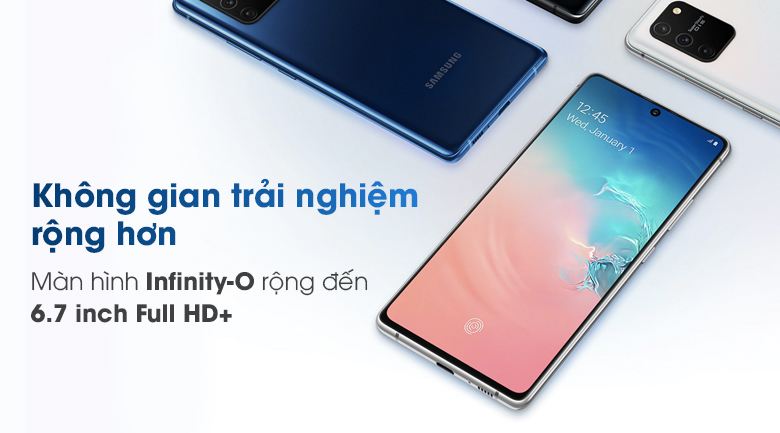 SAMSUNG
12:45
Wed, January 1
Không gian trải nghiệm
rộng hơn
Màn hình Infinity-O rộng đến
6.7 inch Full HD+